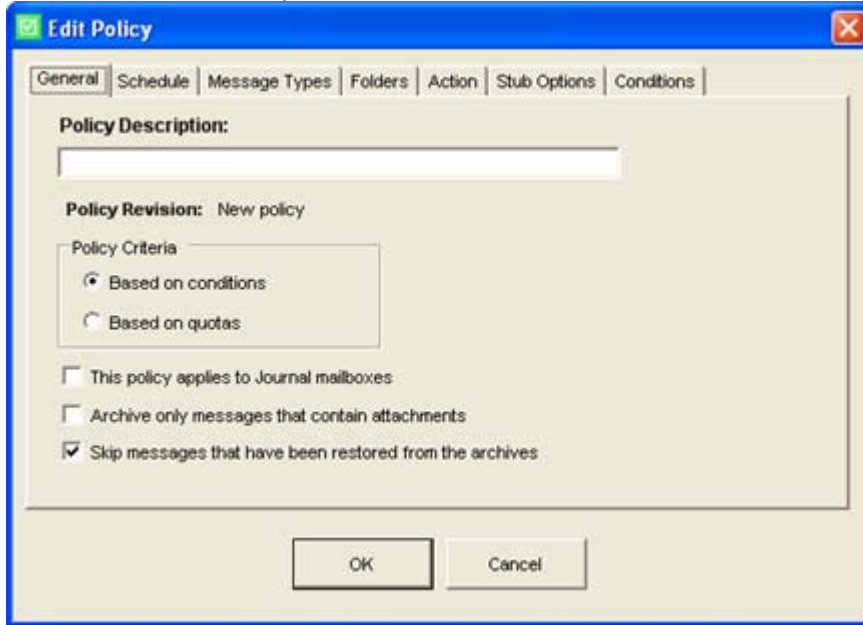 Edit Policy
General Schedule Message Types Folders Action Stub Options Conditions
Policy Description:
Policy Revision: New policy
Policy Criteria
Based on conditions
Based on quotas
This policy applies to Journal mailboxes
Archive only messages that contain attachments
Skip messages that have been restored from the archives
OK Cancel